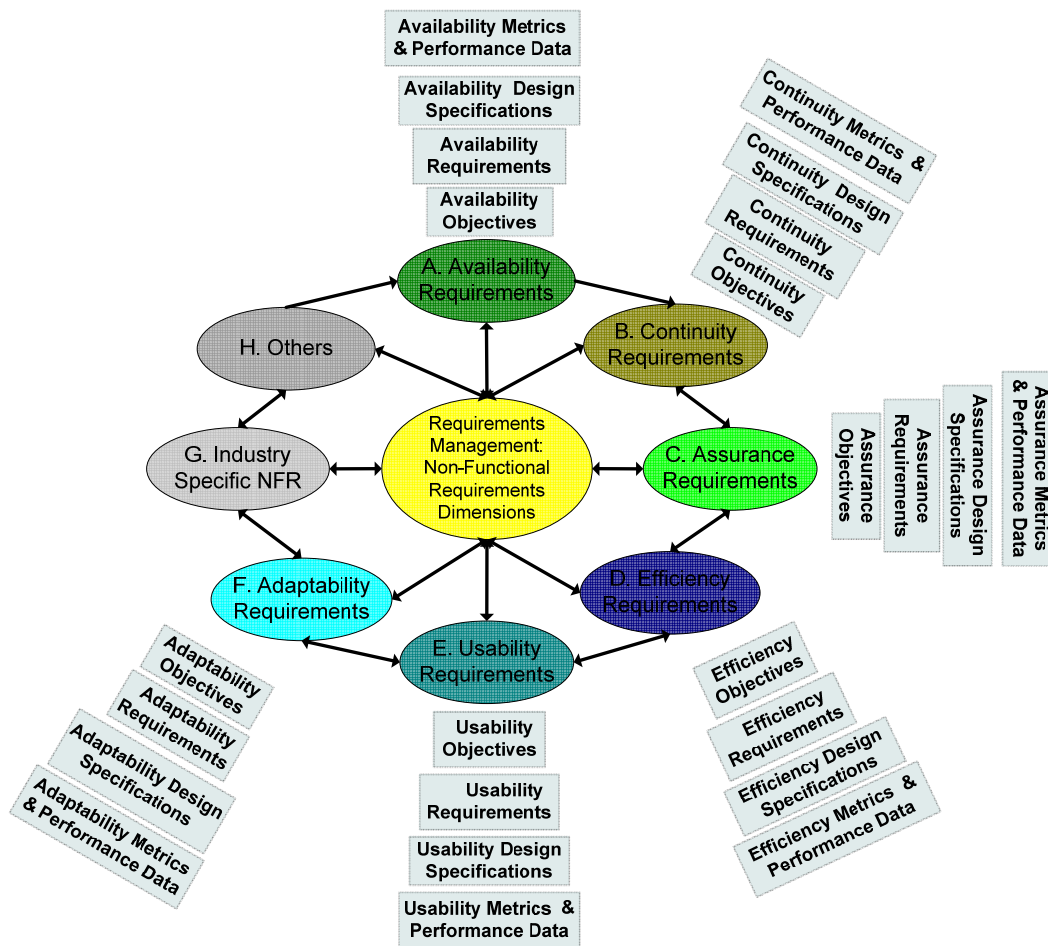 Availability Metrics
& Performance Data
Availability Design
Specifications
Availability
Requirements
Availability
Objectives
Continuity Metrics &
Performance Data
Continuity Design
Specifications
Continuity
Requirements
Continuity
Objectives
A. Availability
Requirements
B. Continuity
Requirements
H. Others
Requirements
Management:
Non-Functional
Requirements
Dimensions
G. Industry
Specific NFR
C. Assurance
Requirements
Assurance
Objectives
Assurance
Requirements
Assurance Design
Specifications
Assurance Metrics
& Performance Data
F. Adaptability
Requirements
D. Efficiency
Requirements
E. Usability
Requirements
Adaptability
Objectives
Adaptability
Requirements
Adaptability Design
Specifications
Adaptability Metrics
& Performance Data
Usability
Objectives
Usability
Requirements
Usability Design
Specifications
Usability Metrics &
Performance Data
Efficiency
Objectives
Efficiency
Requirements
Efficiency Design
Specifications
Efficiency Metrics &
Performance Data